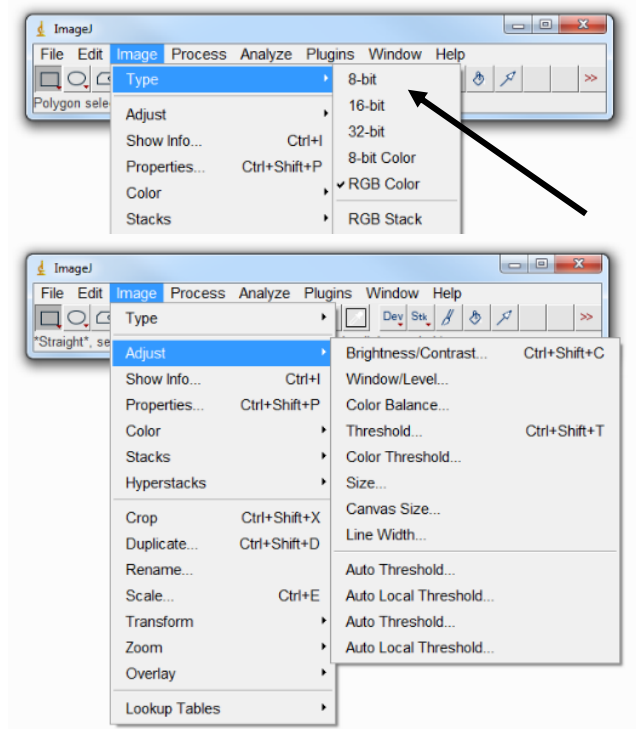 ImageJ
File Edit Image Process Analyze Plugins Window Help
Polygon sele
Type
Adjust
Show Info... Ctrl+I
Properties... Ctrl+Shift+P
Color
Stacks
8-bit
16-bit
32-bit
8-bit Color
RGB Color
RGB Stack
>>
ImageJ
File Edit Image Process Analyze Plugins Window Help
Dev Stk >>
*Straight*, se
Type
Adjust
Show Info... Ctrl+I
Properties... Ctrl+Shift+P
Color
Stacks
Hyperstacks
Crop Ctrl+Shift+X
Duplicate... Ctrl+Shift+D
Rename...
Scale... Ctrl+E
Transform
Zoom
Overlay
Lookup Tables
Brightness/Contrast... Ctrl+Shift+C
Window/Level...
Color Balance...
Threshold... Ctrl+Shift+T
Color Threshold...
Size...
Canvas Size...
Line Width...
Auto Threshold...
Auto Local Threshold...
Auto Threshold...
Auto Local Threshold...